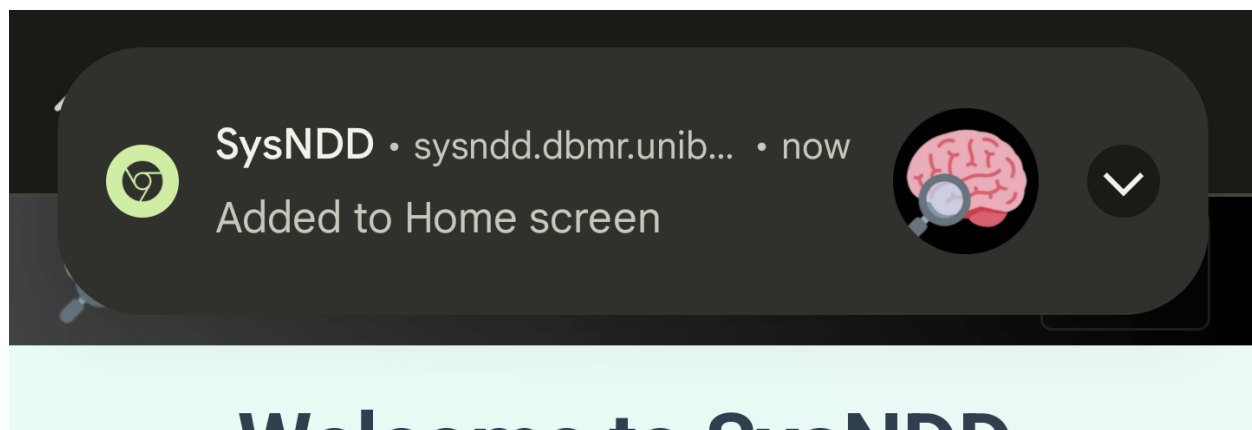 SysNDD • sysndd.dbmr.unib... • now
Added to Home screen
Welcome to SysNDD